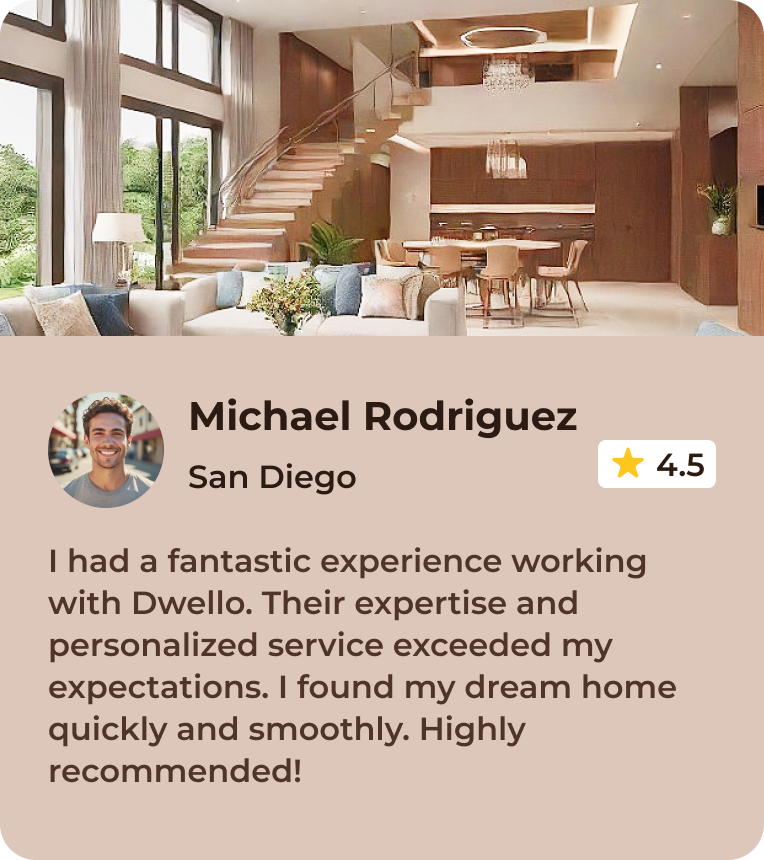 Michael Rodriguez
San Diego
4.5
I had a fantastic experience working
with Dwello. Their expertise and
personalized service exceeded my
expectations. I found my dream home
quickly and smoothly. Highly
recommended!